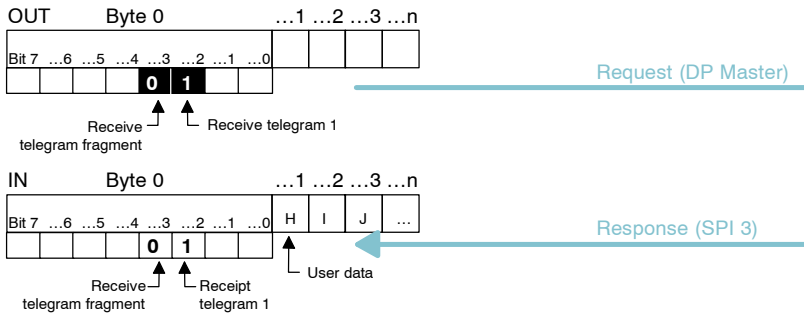 OUT Byte 0 …1 …2 …3 …n
Bit 7 …6 …5 …4 …3 …2 …1 …0
0 1
Request (DP Master)
Receive telegram fragment
Receive telegram 1
IN Byte 0 …1 …2 …3 …n
Bit 7 …6 …5 …4 …3 …2 …1 …0 H I J …
0 1
Response (SPI 3)
User data
Receive telegram fragment
Receipt telegram 1